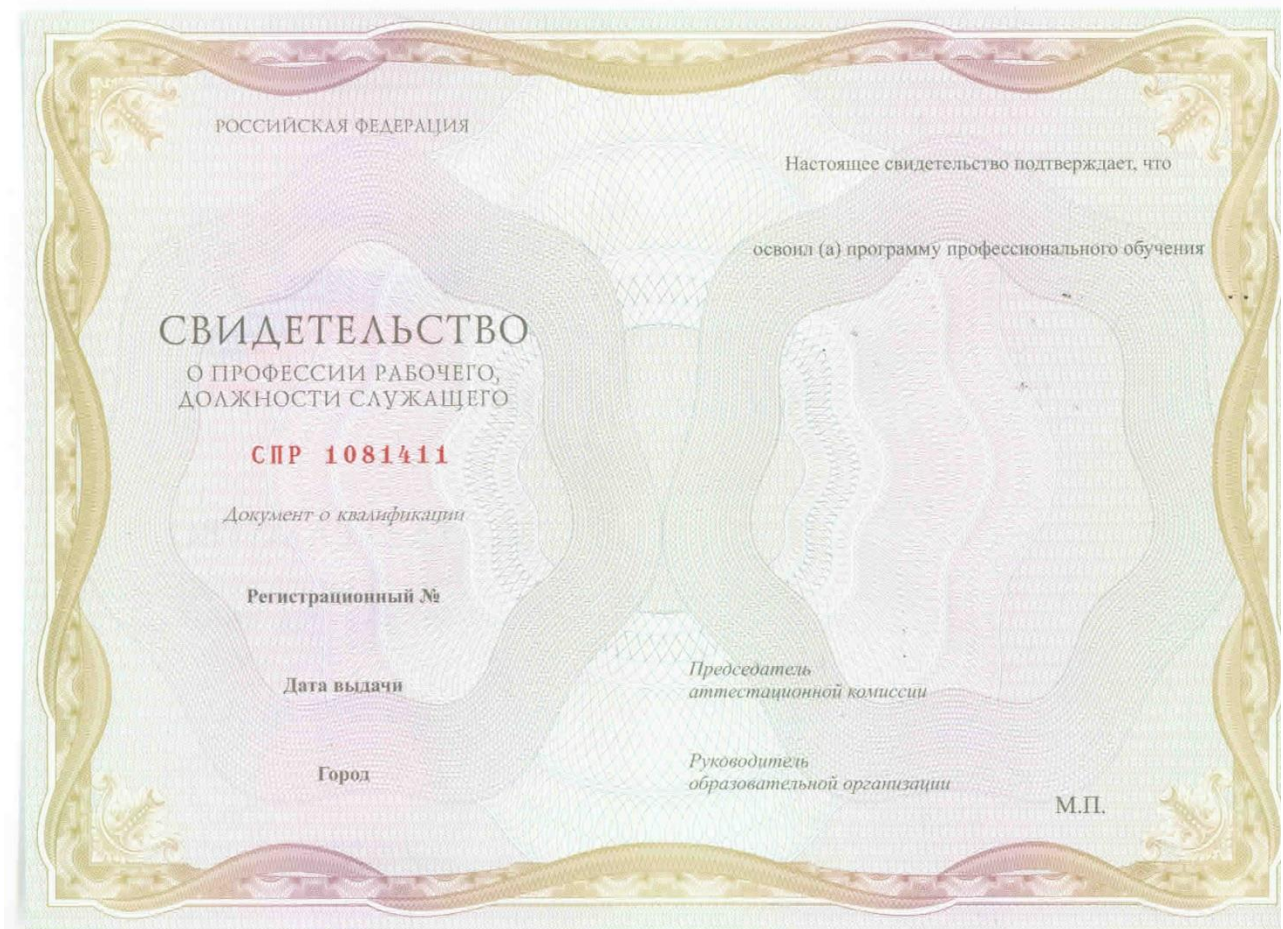 РОССИЙСКАЯ ФЕДЕРАЦИЯ
СВИДЕТЕЛЬСТВО
О ПРОФЕССИИ РАБОЧЕГО,
ДОЛЖНОСТИ СЛУЖАЩЕГО
СПР 1081411
Документ о квалификации
Регистрационный №
Дата выдачи
Город
Настоящее свидетельство подтверждает, что
освоил (а) программу профессионального обучения
Председатель
аттестационной комиссии
Руководитель
образовательной организации
М.П.